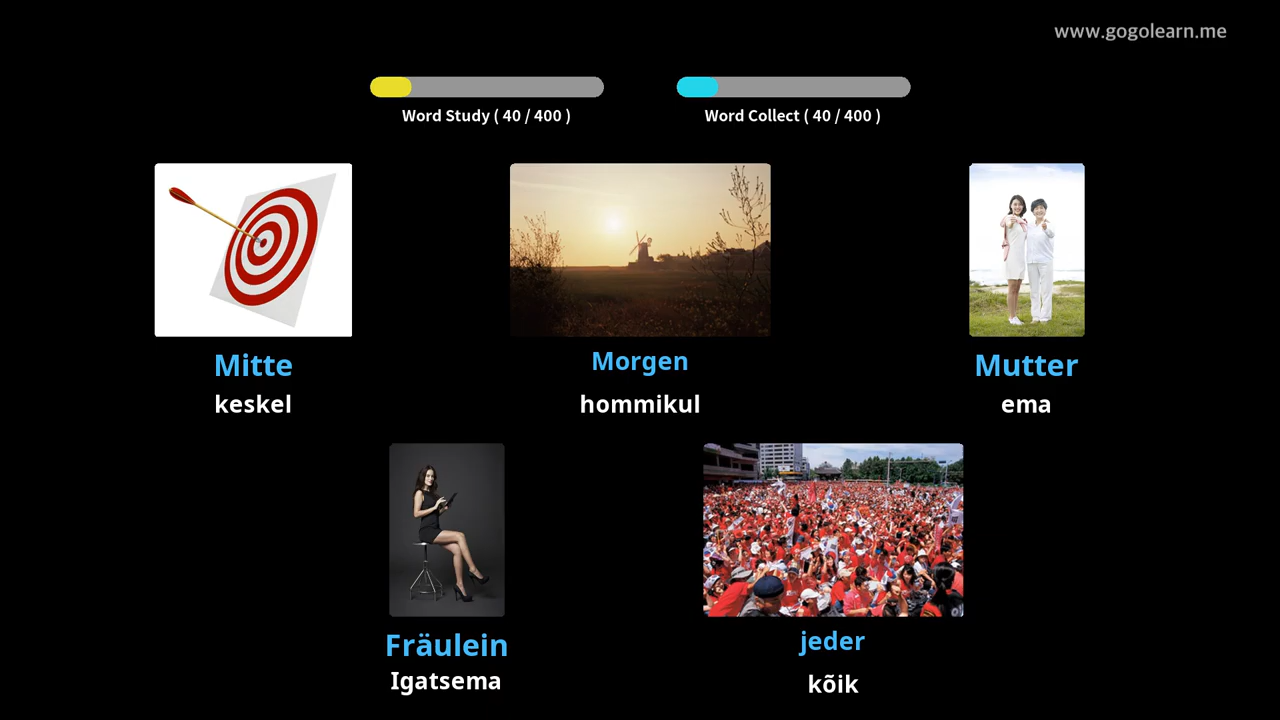 www.gogolearn.me
Word Study ( 40 / 400 )
Word Collect ( 40 / 400 )
Mitte
keskel
Morgen
hommikul
Mutter
ema
Fräulein
Igatsema
jeder
kõik